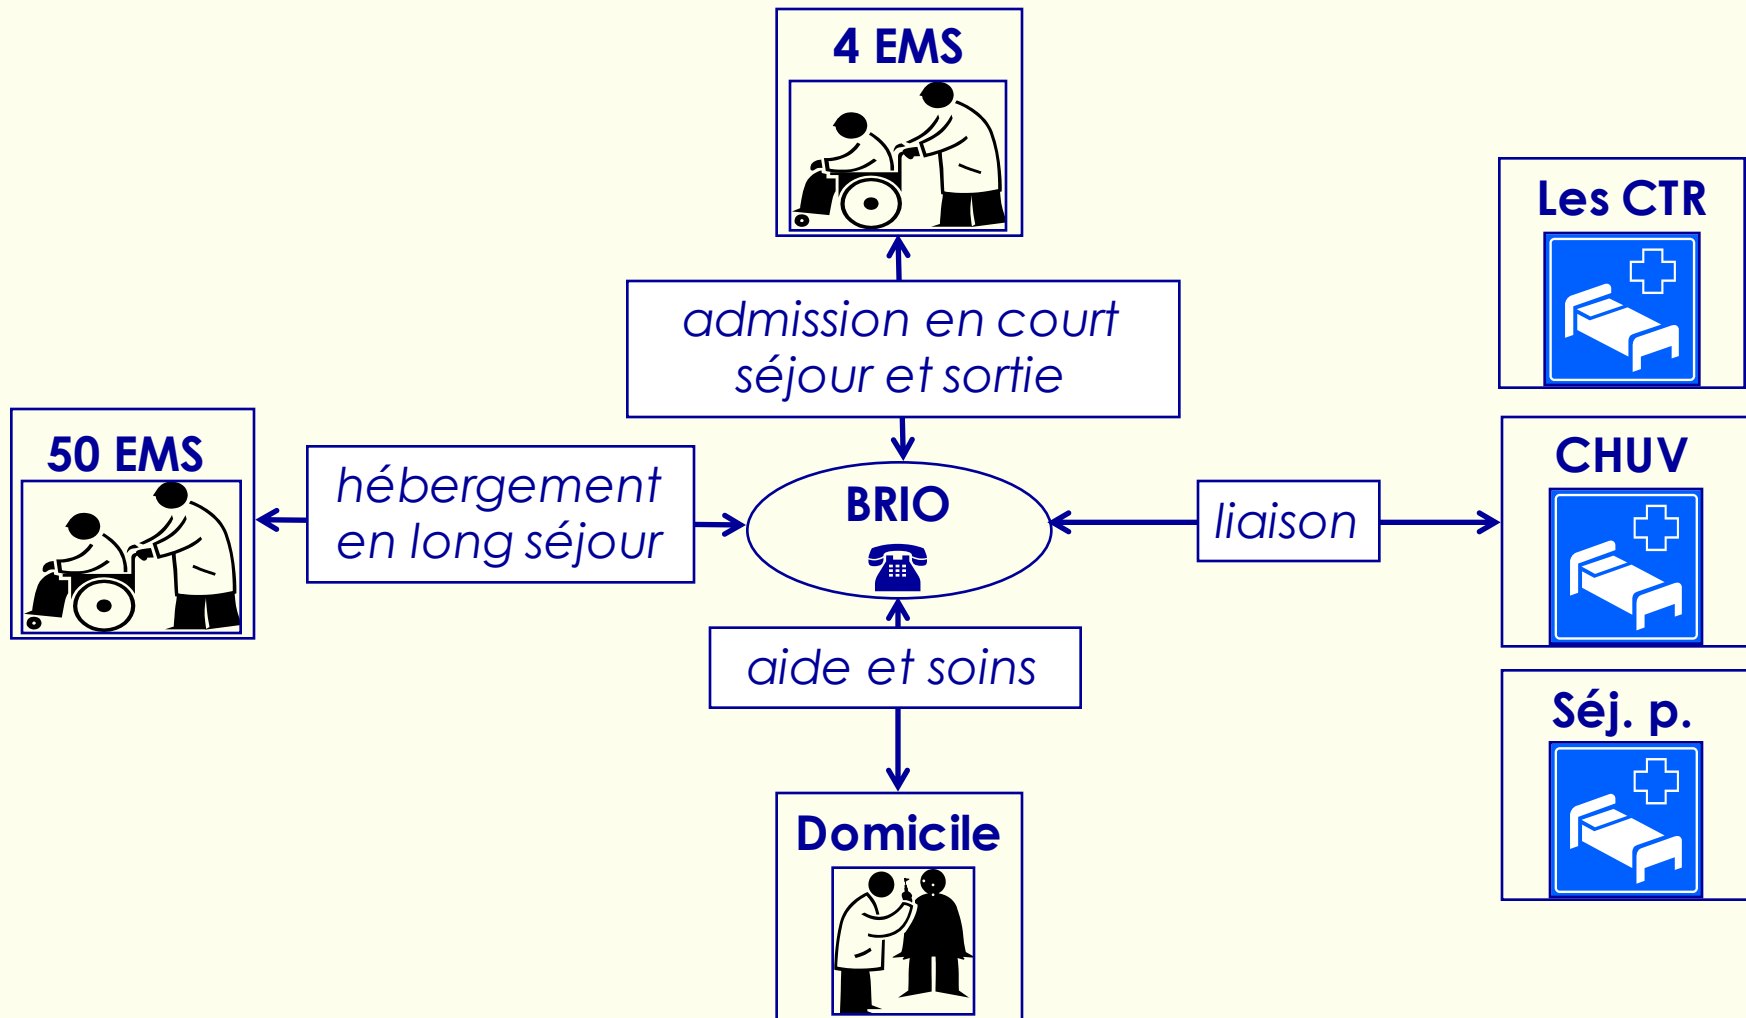 4 EMS
Les CTR
admission en court
séjour et sortie
50 EMS
hébergement
en long séjour
BRIO
liaison
CHUV
aide et soins
Séj. p.
Domicile